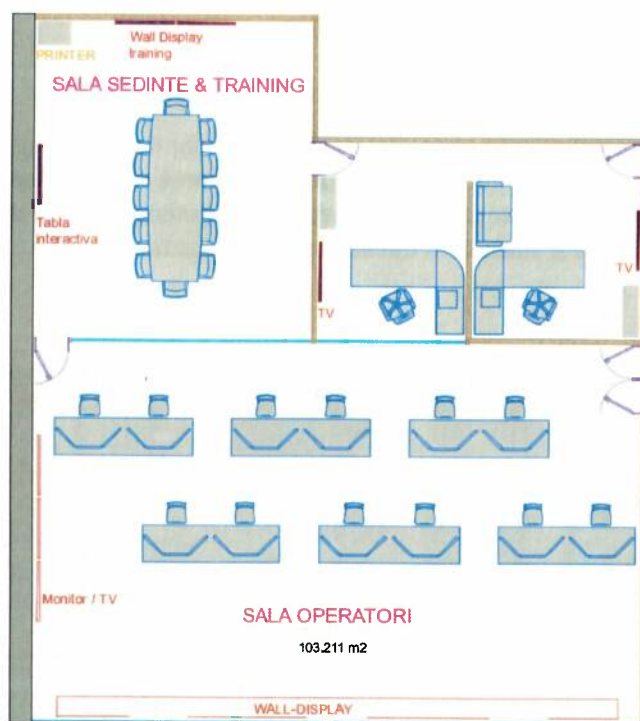 Wall Display
training
PRINTER
SALA SEDINTE & TRAINING
Tabla
interactiva
TV
TV
Monitor / TV
SALA OPERATORI
103.211 m2
WALL-DISPLAY